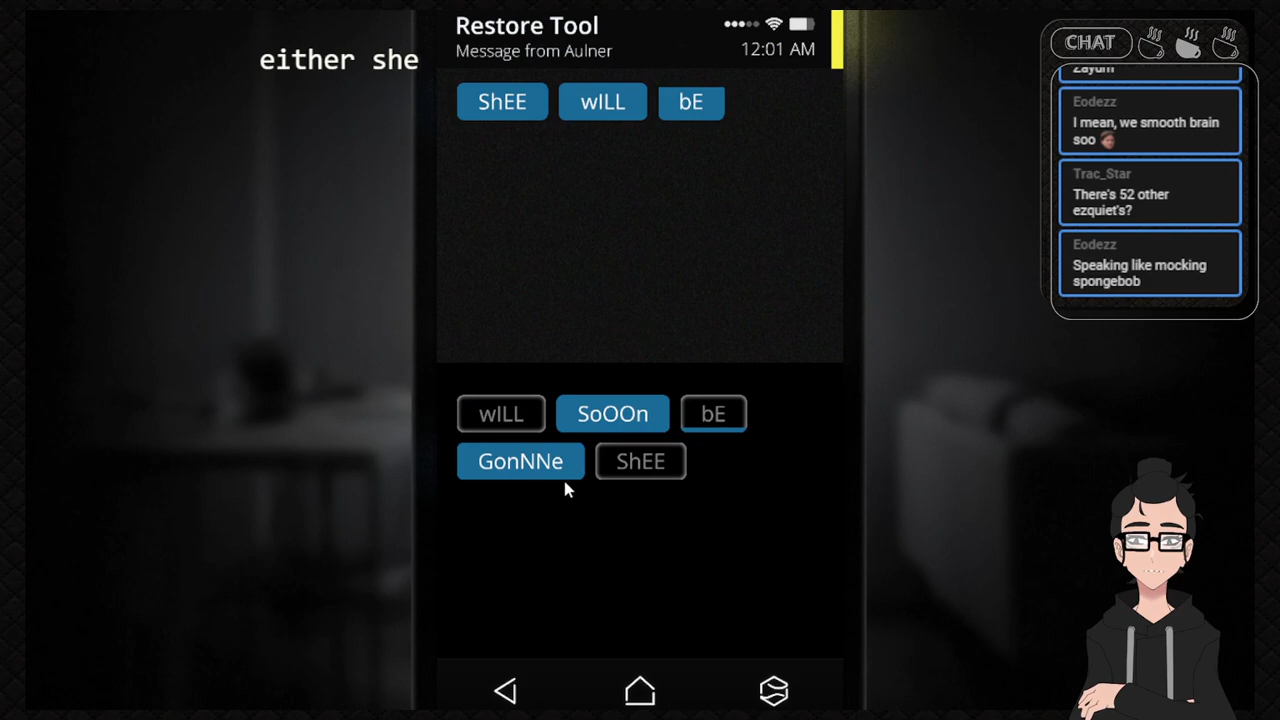 either she
Restore Tool
Message from Aulner
12:01 AM
ShEE wILL bE
wILL SoOOn bE
GonNNe ShEE
CHAT
Zayum
Eodezz
I mean, we smooth brain
soo
Trac_Star
There's 52 other
ezquiet's?
Eodezz
Speaking like mocking
spongebob